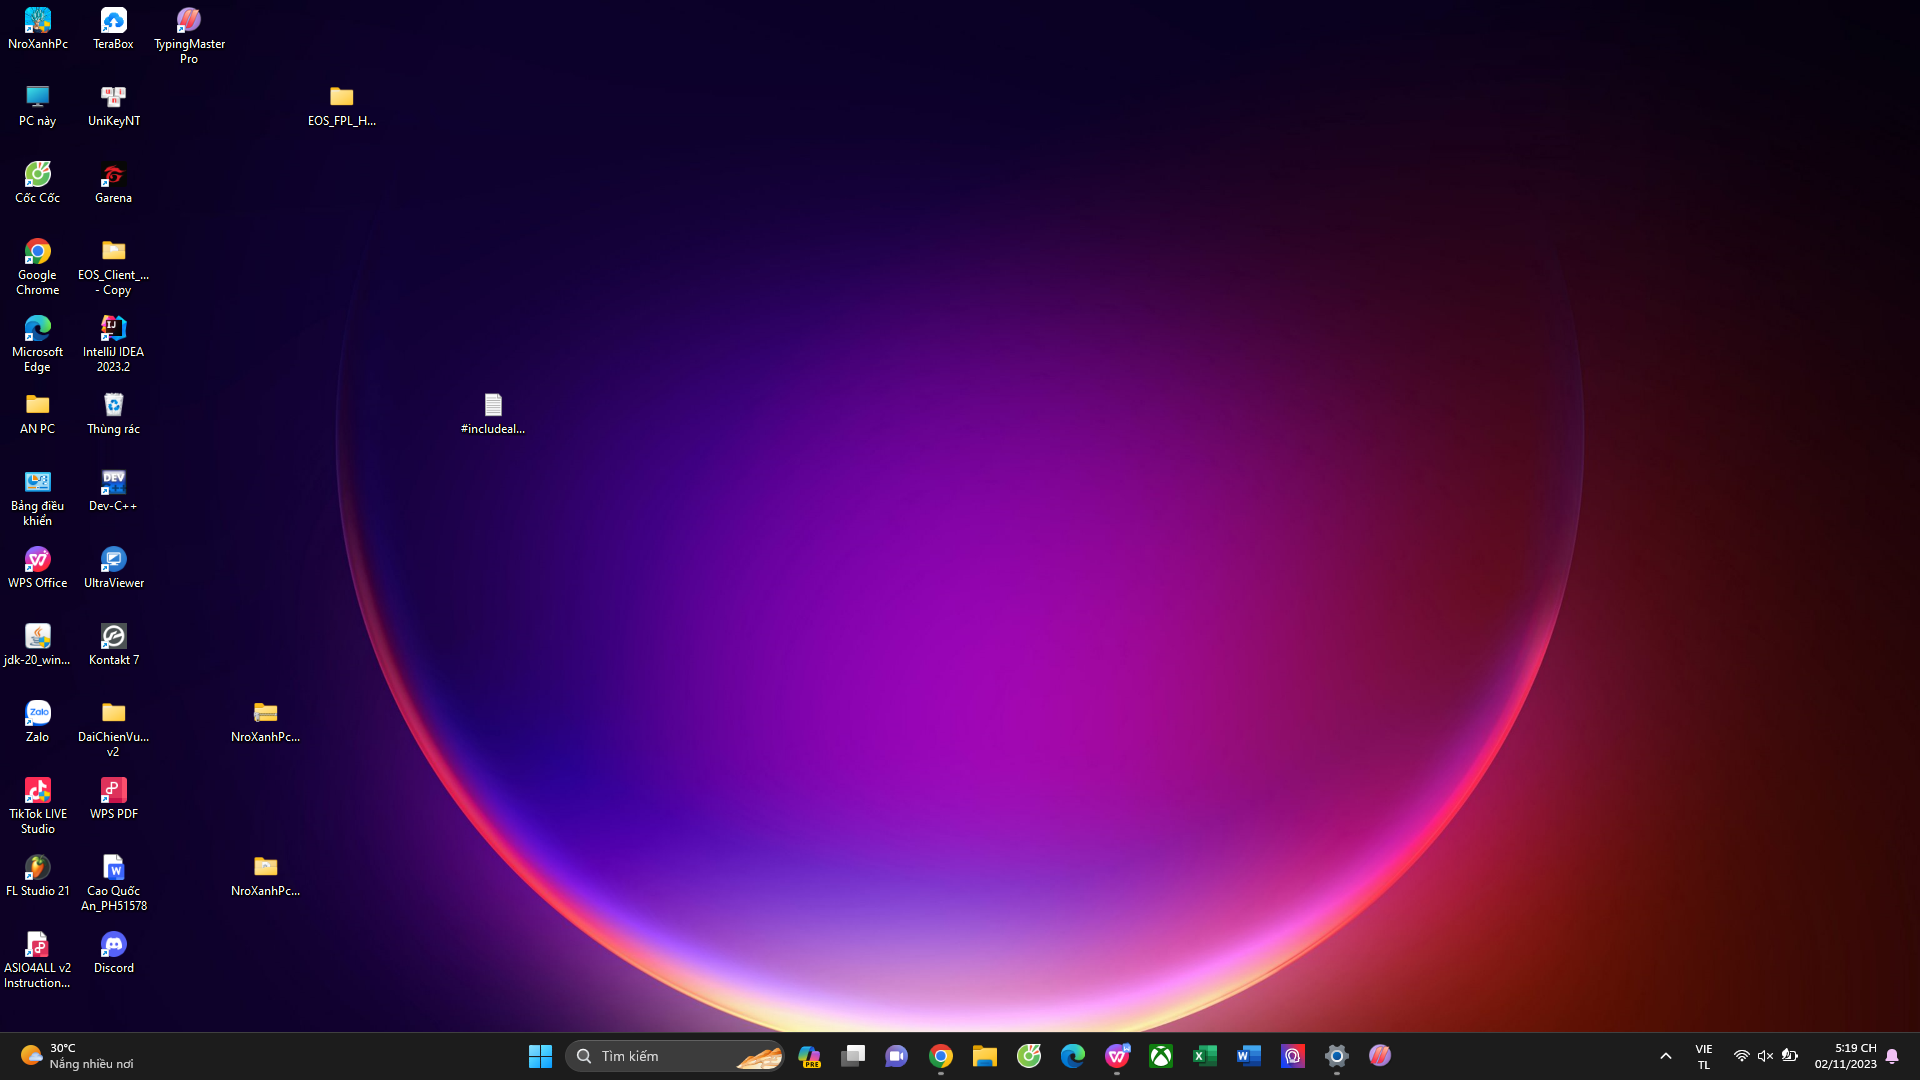 NroXanhPc
TeraBox
TypingMaster
Pro
PC này
UniKeyNT
EOS_FPL_H...
Cốc Cốc
Garena
Google
Chrome
EOS_Client_...
- Copy
Microsoft
Edge
IntelliJ IDEA
2023.2
AN PC
Thùng rác
#includeal...
Bảng điều
khiển
Dev-C++
WPS Office
UltraViewer
jdk-20_win...
Kontakt 7
Zalo
DaiChienVu...
v2
NroXanhPc...
TikTok LIVE
Studio
WPS PDF
FL Studio 21
Cao Quốc
An_PH51578
NroXanhPc...
ASIO4ALL v2
Instruction...
Discord
30°C
Nắng nhiều nơi
Tìm kiếm
PRE
VIE
TL
5:19 CH
02/11/2023